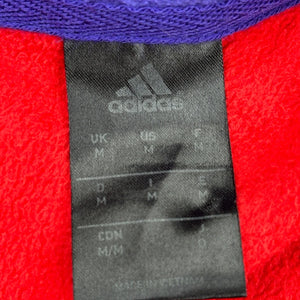 adidas
UK US F
M M M
D I E
M M M
CDN J
M/M O
MADE IN VIETNAM